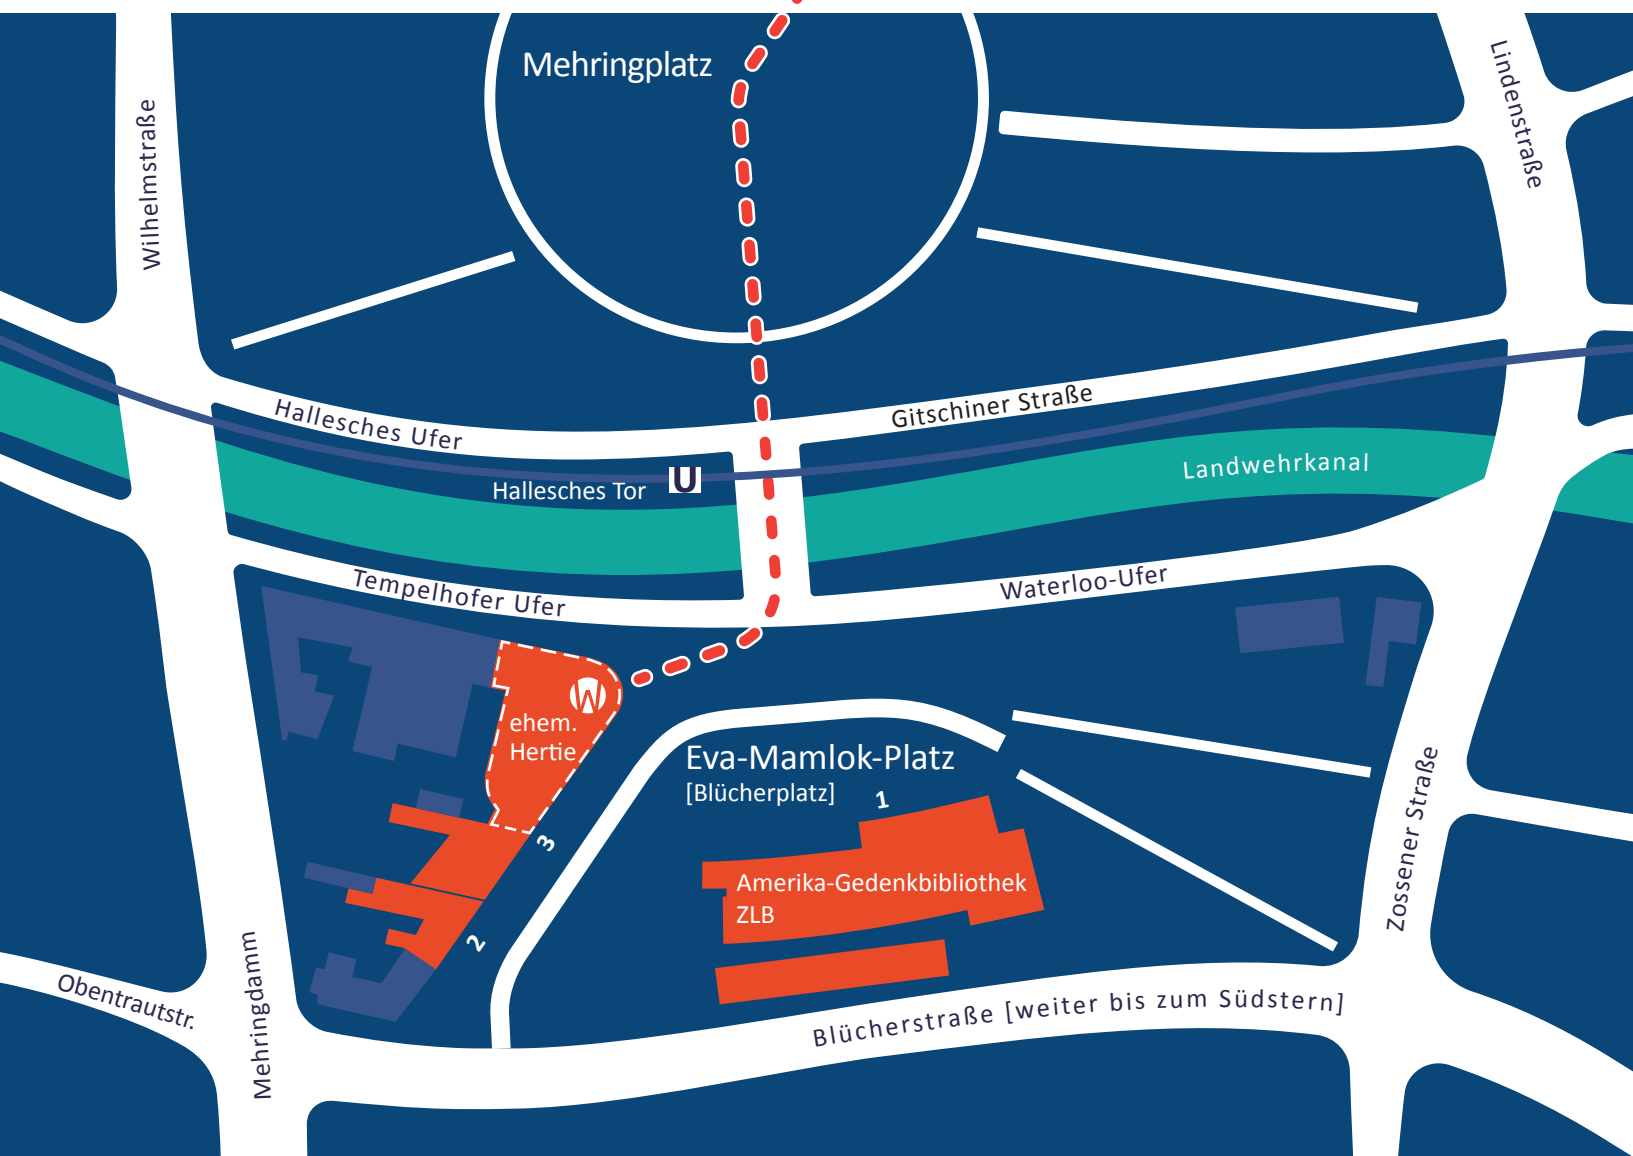 Mehringplatz
Lindenstraße
Wilhelmstraße
Hallesches Ufer
Gitschiner Straße
Hallesches Tor
U
Landwehrkanal
Tempelhofer Ufer
Waterloo-Ufer
W
ehem.
Hertie
Eva-Mamlok-Platz
[Blücherplatz]
1
3
Amerika-Gedenkbibliothek
ZLB
2
Zossener Straße
Obentrautstr.
Mehringdamm
Blücherstraße [weiter bis zum Südstern]